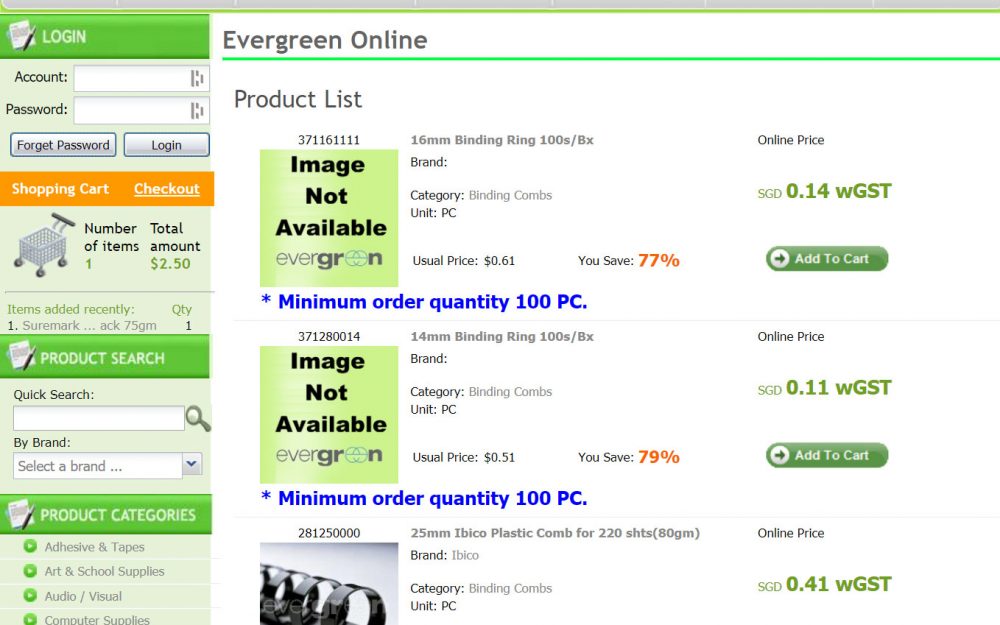 LOGIN
Account:
Password:
Forget Password Login
Shopping Cart Checkout
Number of items
Total amount
1
$2.50
Items added recently: Qty
1. Suremark ... ack 75gm 1
PRODUCT SEARCH
Quick Search:
By Brand:
Select a brand ...
PRODUCT CATEGORIES
Adhesive & Tapes
Art & School Supplies
Audio / Visual
Computer Supplies
Evergreen Online
Product List
371161111
Image
Not
Available
evergreen
16mm Binding Ring 100s/Bx
Brand:
Category: Binding Combs
Unit: PC
Usual Price: $0.61 You Save: 77%
Online Price
SGD 0.14 wGST
Add To Cart
* Minimum order quantity 100 PC.
371280014
Image
Not
Available
evergreen
14mm Binding Ring 100s/Bx
Brand:
Category: Binding Combs
Unit: PC
Usual Price: $0.51 You Save: 79%
Online Price
SGD 0.11 wGST
Add To Cart
* Minimum order quantity 100 PC.
281250000
evergreen
25mm Ibico Plastic Comb for 220 shts(80gm)
Brand: Ibico
Category: Binding Combs
Unit: PC
Online Price
SGD 0.41 wGST